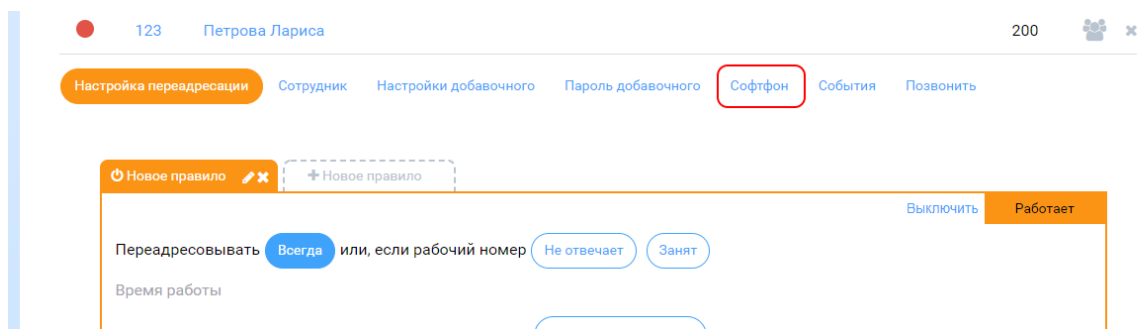 123 Петрова Лариса 200
Настройка переадресации Сотрудник Настройки добавочного Пароль добавочного Софтфон События Позвонить
Новое правило + Новое правило
Выключить Работает
Переадресовывать Всегда или, если рабочий номер Не отвечает Занят
Время работы